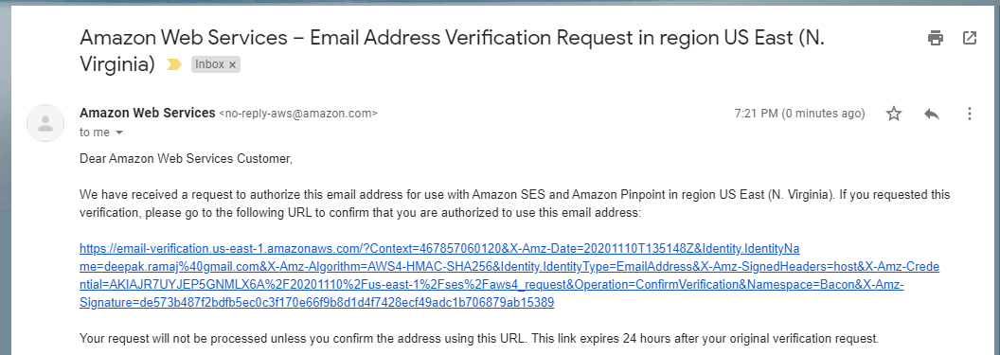 Amazon Web Services – Email Address Verification Request in region US East (N.
Virginia) Inbox ×
Amazon Web Services <no-reply-aws@amazon.com> 7:21 PM (0 minutes ago)
to me
Dear Amazon Web Services Customer,
We have received a request to authorize this email address for use with Amazon SES and Amazon Pinpoint in region US East (N. Virginia). If you requested this
verification, please go to the following URL to confirm that you are authorized to use this email address:
https://email-verification.us-east-1.amazonaws.com/?Context=467857060120&X-Amz-Date=20201110T135148Z&Identity.IdentityNa
me=deepak.ramaj%40gmail.com&X-Amz-Algorithm=AWS4-HMAC-SHA256&Identity.IdentityType=EmailAddress&X-Amz-SignedHeaders=host&X-Amz-Crede
ntial=AKIAJR7UYJEP5GNMLX6A%2F20201110%2Fus-east-1%2Fses%2Faws4_request&Operation=ConfirmVerification&Namespace=Bacon&X-Amz-
Signature=de573b487f2bdfb5ec0c3f170e66f9b8d1d4f7428ecf49adc1b706879ab15389
Your request will not be processed unless you confirm the address using this URL. This link expires 24 hours after your original verification request.